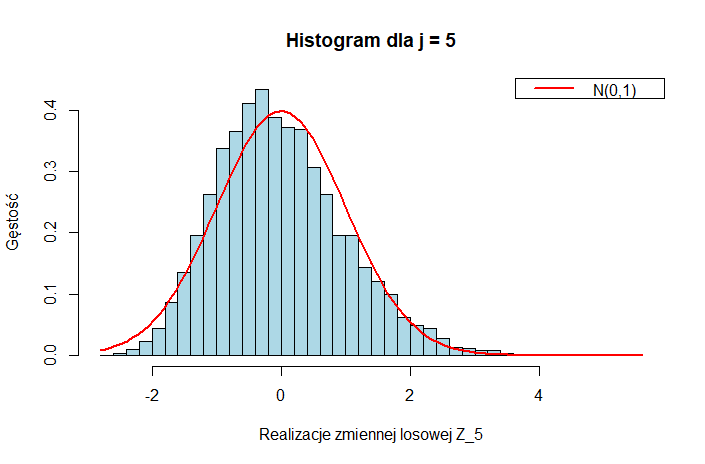 Histogram dla j = 5
N(0,1)
Gęstość
0.4
0.3
0.2
0.1
0.0
-2 0 2 4
Realizacje zmiennej losowej Z_5